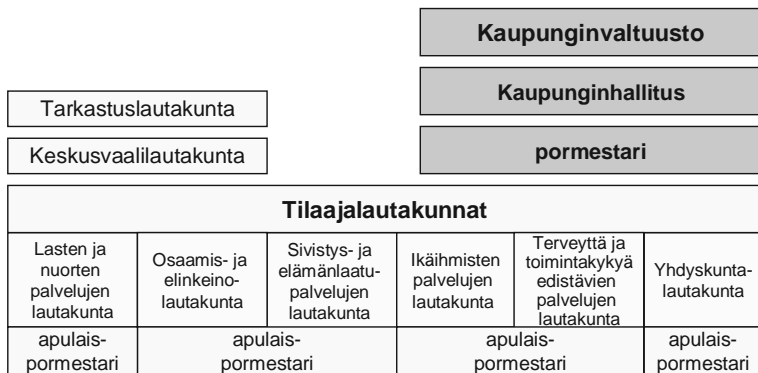 Kaupunginvaltuusto
Kaupunginhallitus
Tarkastuslautakunta
Keskusvaalilautakunta
pormestari
Tilaajalautakunnat
Lasten ja
nuorten
palvelujen
lautakunta
Osaamis- ja
elinkeino-
lautakunta
Sivistys- ja
elämänlaatu-
palvelujen
lautakunta
Ikäihmisten
palvelujen
lautakunta
Terveyttä ja
toimintakykyä
edistävien
palvelujen
lautakunta
Yhdyskunta-
lautakunta
apulais-
pormestari
apulais-
pormestari
apulais-
pormestari
apulais-
pormestari